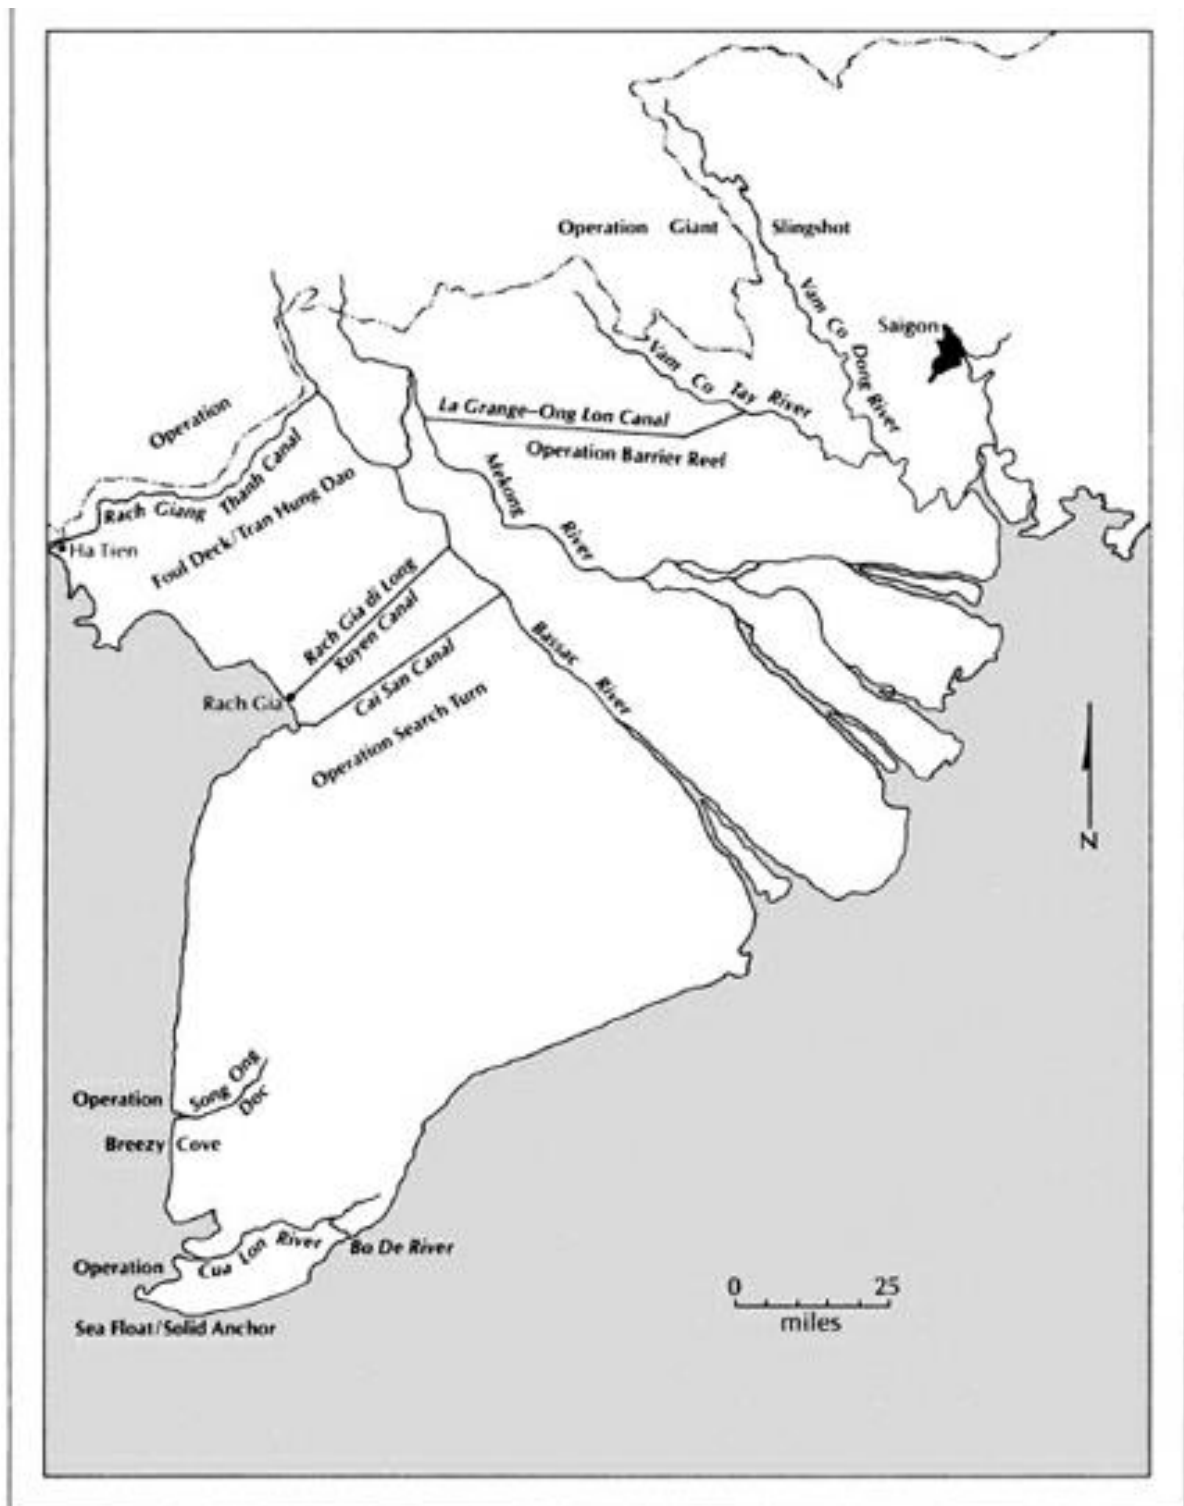 Operation Giant Slingshot
Vam Co Dong River
Saigon
Vam Co Tay River
La Grange–Ong Lon Canal
Operation Barrier Reef
Operation
Rach Giang Thanh Canal
Foul Deck/Tran Hung Dao
Ha Tien
Mekong River
Rach Gia di Long
Xuyen Canal
Cai San Canal
Rach Gia
Operation Search Turn
Bassac River
N
Song Ong
Doc
Operation
Breezy Cove
Cua Lon River
Bo De River
Operation
Sea Float/Solid Anchor
0 25
miles